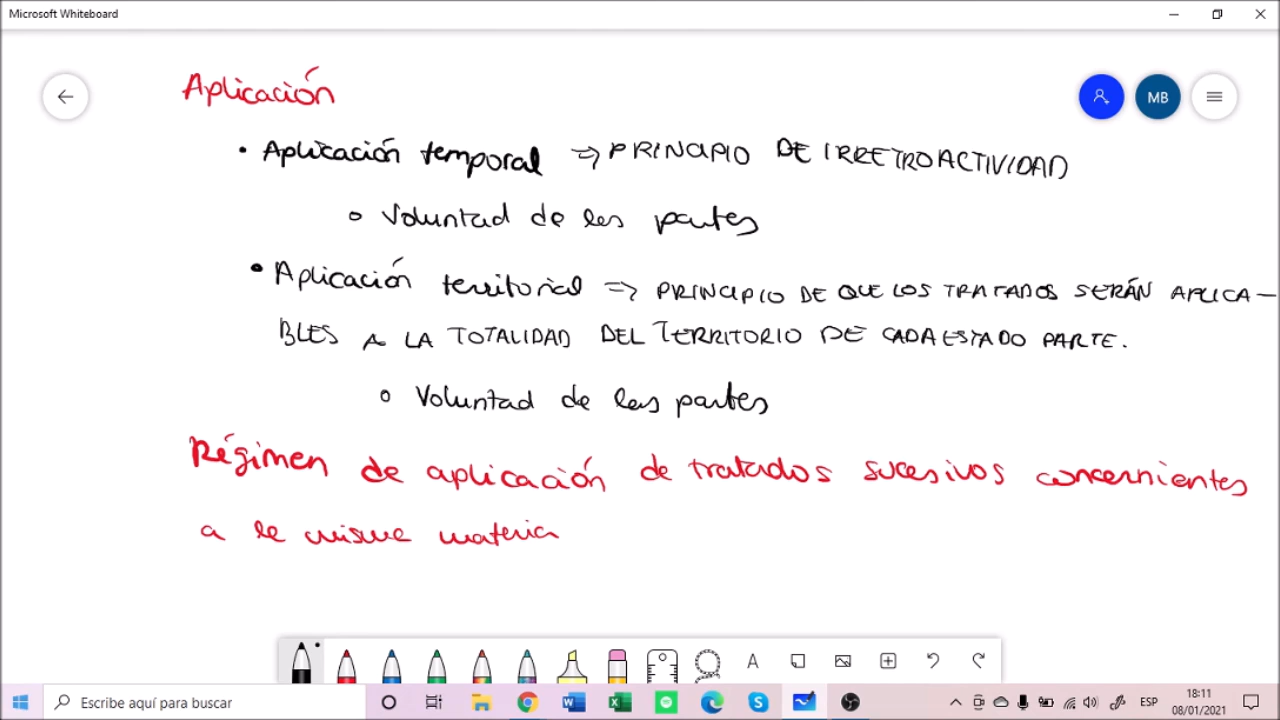 Microsoft Whiteboard
Aplicación
MB
• Aplicación temporal => PRINCIPIO DE IRRETROACTIVIDAD
o Voluntad de las partes
• Aplicación territorial => PRINCIPIO DE QUE LOS TRATADOS SERÁN APLICA-
BLES A LA TOTALIDAD DEL TERRITORIO DE CADA ESTADO PARTE.
o Voluntad de las partes
Régimen de aplicación de tratados sucesivos concernientes
a la misma materia
A
Escribe aquí para buscar
ESP
18:11
08/01/2021